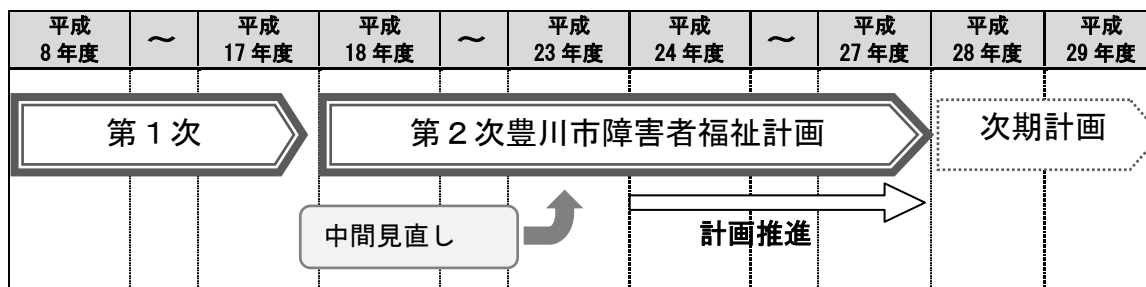 平成 8年度 ～ 平成 17年度 平成 18年度 ～ 平成 23年度 平成 24年度 ～ 平成 27年度 平成 28年度 平成 29年度
第1次 第2次豊川市障害者福祉計画 次期計画
中間見直し 計画推進